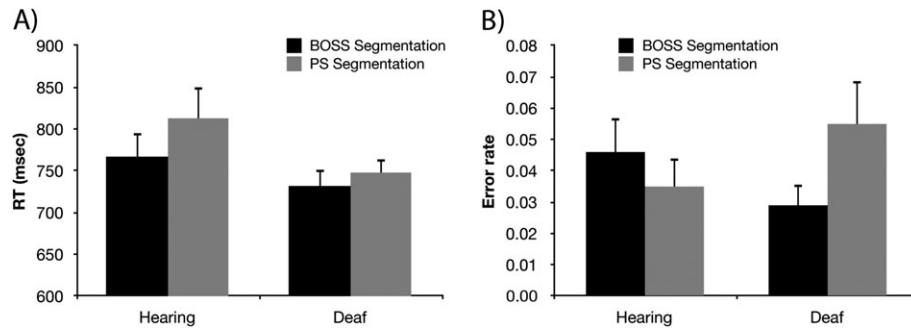 A)
900
850
800
750
700
650
600
RT (msec)
BOSS Segmentation
PS Segmentation
Hearing
Deaf
B)
0.08
0.07
0.06
0.05
0.04
0.03
0.02
0.01
0.00
Error rate
BOSS Segmentation
PS Segmentation
Hearing
Deaf